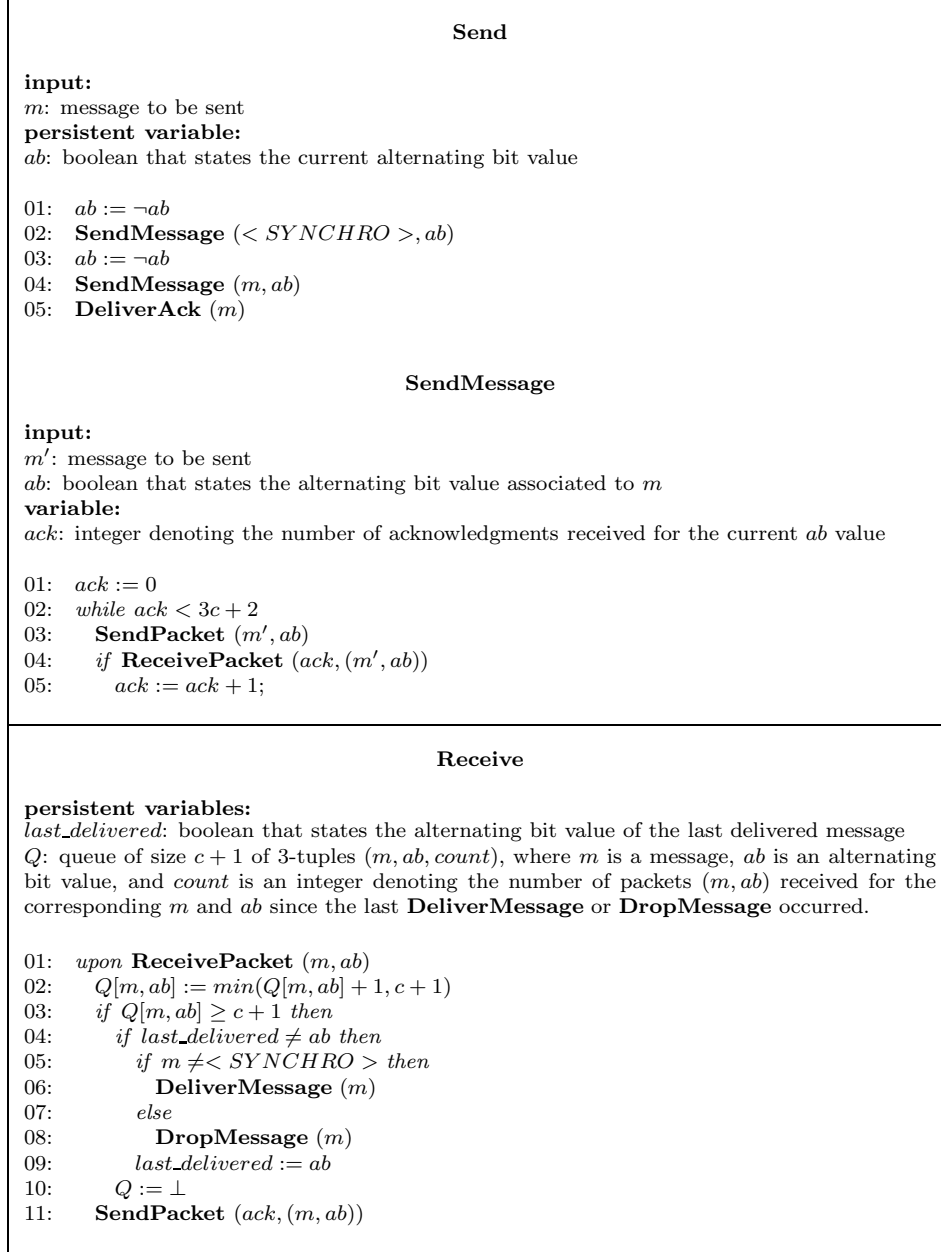 Send
input:
m: message to be sent
persistent variable:
ab: boolean that states the current alternating bit value
01: ab := ¬ab
02: SendMessage (< SYNCHRO >, ab)
03: ab := ¬ab
04: SendMessage (m, ab)
05: DeliverAck (m)
SendMessage
input:
m′: message to be sent
ab: boolean that states the alternating bit value associated to m
variable:
ack: integer denoting the number of acknowledgments received for the current ab value
01: ack := 0
02: while ack < 3c + 2
03: SendPacket (m′, ab)
04: if ReceivePacket (ack, (m′, ab))
05: ack := ack + 1;
Receive
persistent variables:
last_delivered: boolean that states the alternating bit value of the last delivered message
Q: queue of size c + 1 of 3-tuples (m, ab, count), where m is a message, ab is an alternating
bit value, and count is an integer denoting the number of packets (m, ab) received for the
corresponding m and ab since the last DeliverMessage or DropMessage occurred.
01: upon ReceivePacket (m, ab)
02: Q[m, ab] := min(Q[m, ab] + 1, c + 1)
03: if Q[m, ab] ≥ c + 1 then
04: if last_delivered ≠ ab then
05: if m ≠< SYNCHRO > then
06: DeliverMessage (m)
07: else
08: DropMessage (m)
09: last_delivered := ab
10: Q := ⊥
11: SendPacket (ack, (m, ab))